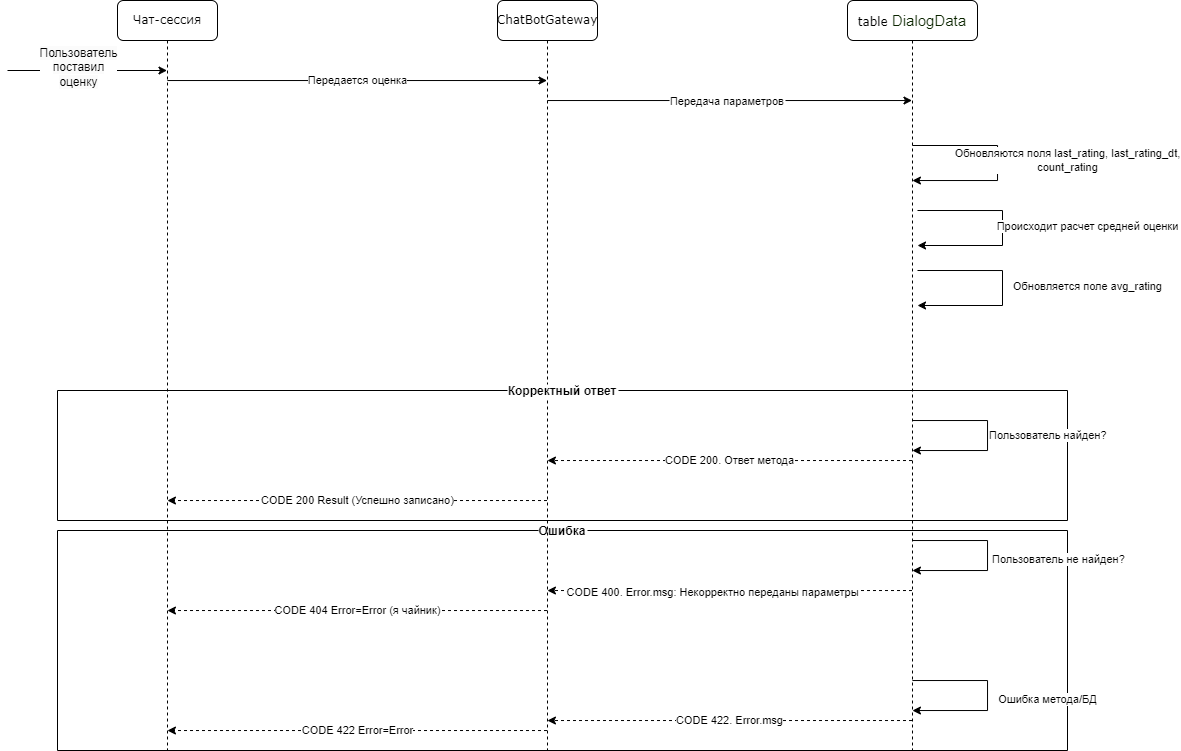 Чат-сессия
ChatBotGateway
table DialogData
Пользователь
поставил
оценку
Передается оценка
Передача параметров
Обновляются поля last_rating, last_rating_dt,
count_rating
Происходит расчет средней оценки
Обновляется поле avg_rating
Корректный ответ
Пользователь найден?
CODE 200. Ответ метода
CODE 200 Result (Успешно записано)
Ошибка
Пользователь не найден?
CODE 400. Error.msg: Некорректно переданы параметры
CODE 404 Error=Error (я чайник)
Ошибка метода/БД
CODE 422. Error.msg
CODE 422 Error=Error